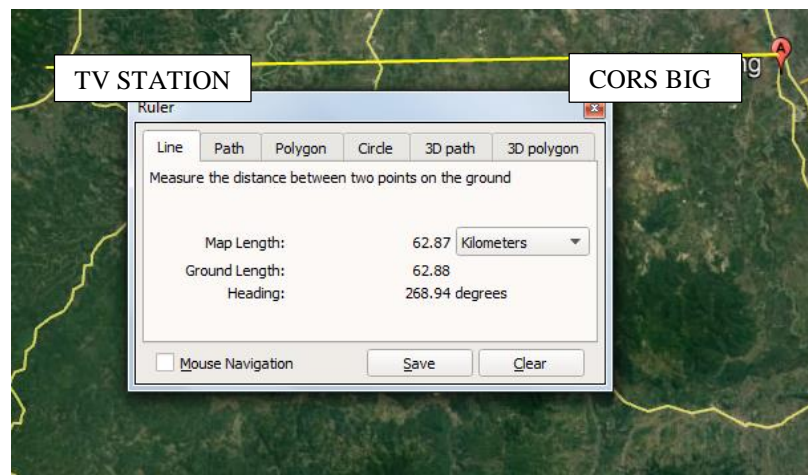 TV STATION
CORS BIG
A
ng
Ruler
x
Line Path Polygon Circle 3D path 3D polygon
Measure the distance between two points on the ground
Map Length: 62.87 Kilometers
Ground Length: 62.88
Heading: 268.94 degrees
Mouse Navigation Save Clear